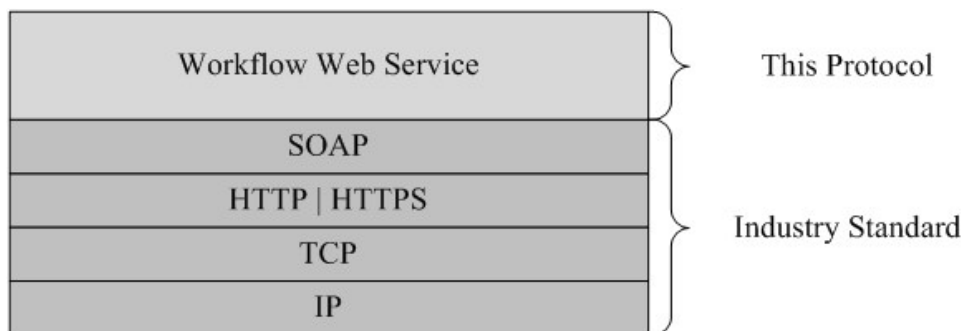 Workflow Web Service
This Protocol
SOAP
HTTP | HTTPS
TCP
IP
Industry Standard